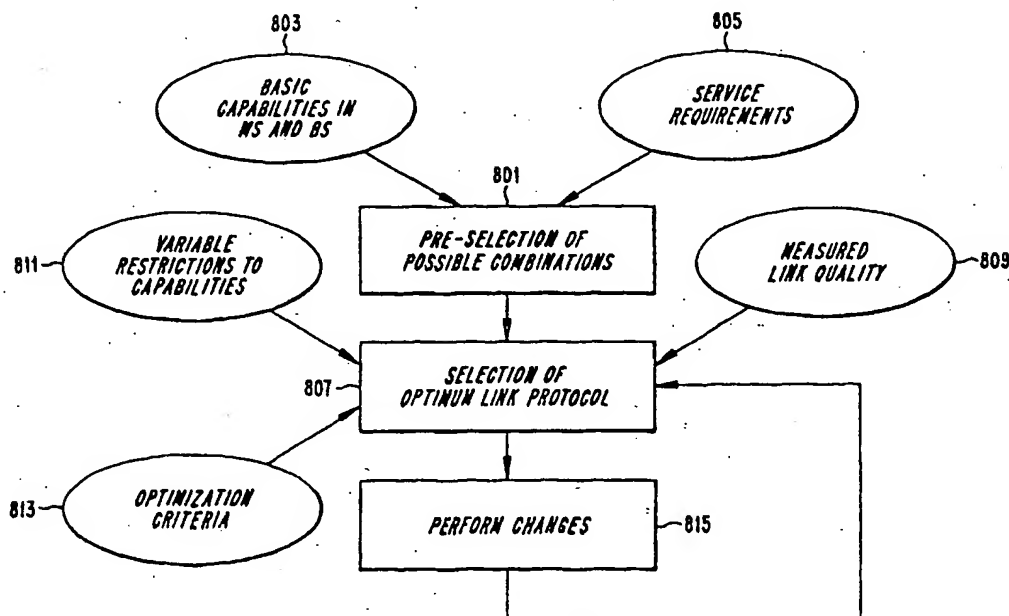 803
805
BASIC
CAPABILITIES IN
MS AND BS
SERVICE
REQUIREMENTS
801
PRE-SELECTION OF
POSSIBLE COMBINATIONS
811
VARIABLE
RESTRICTIONS TO
CAPABILITIES
MEASURED
LINK QUALITY
809
807
SELECTION OF
OPTIMUM LINK PROTOCOL
813
OPTIMIZATION
CRITERIA
PERFORM CHANGES
815